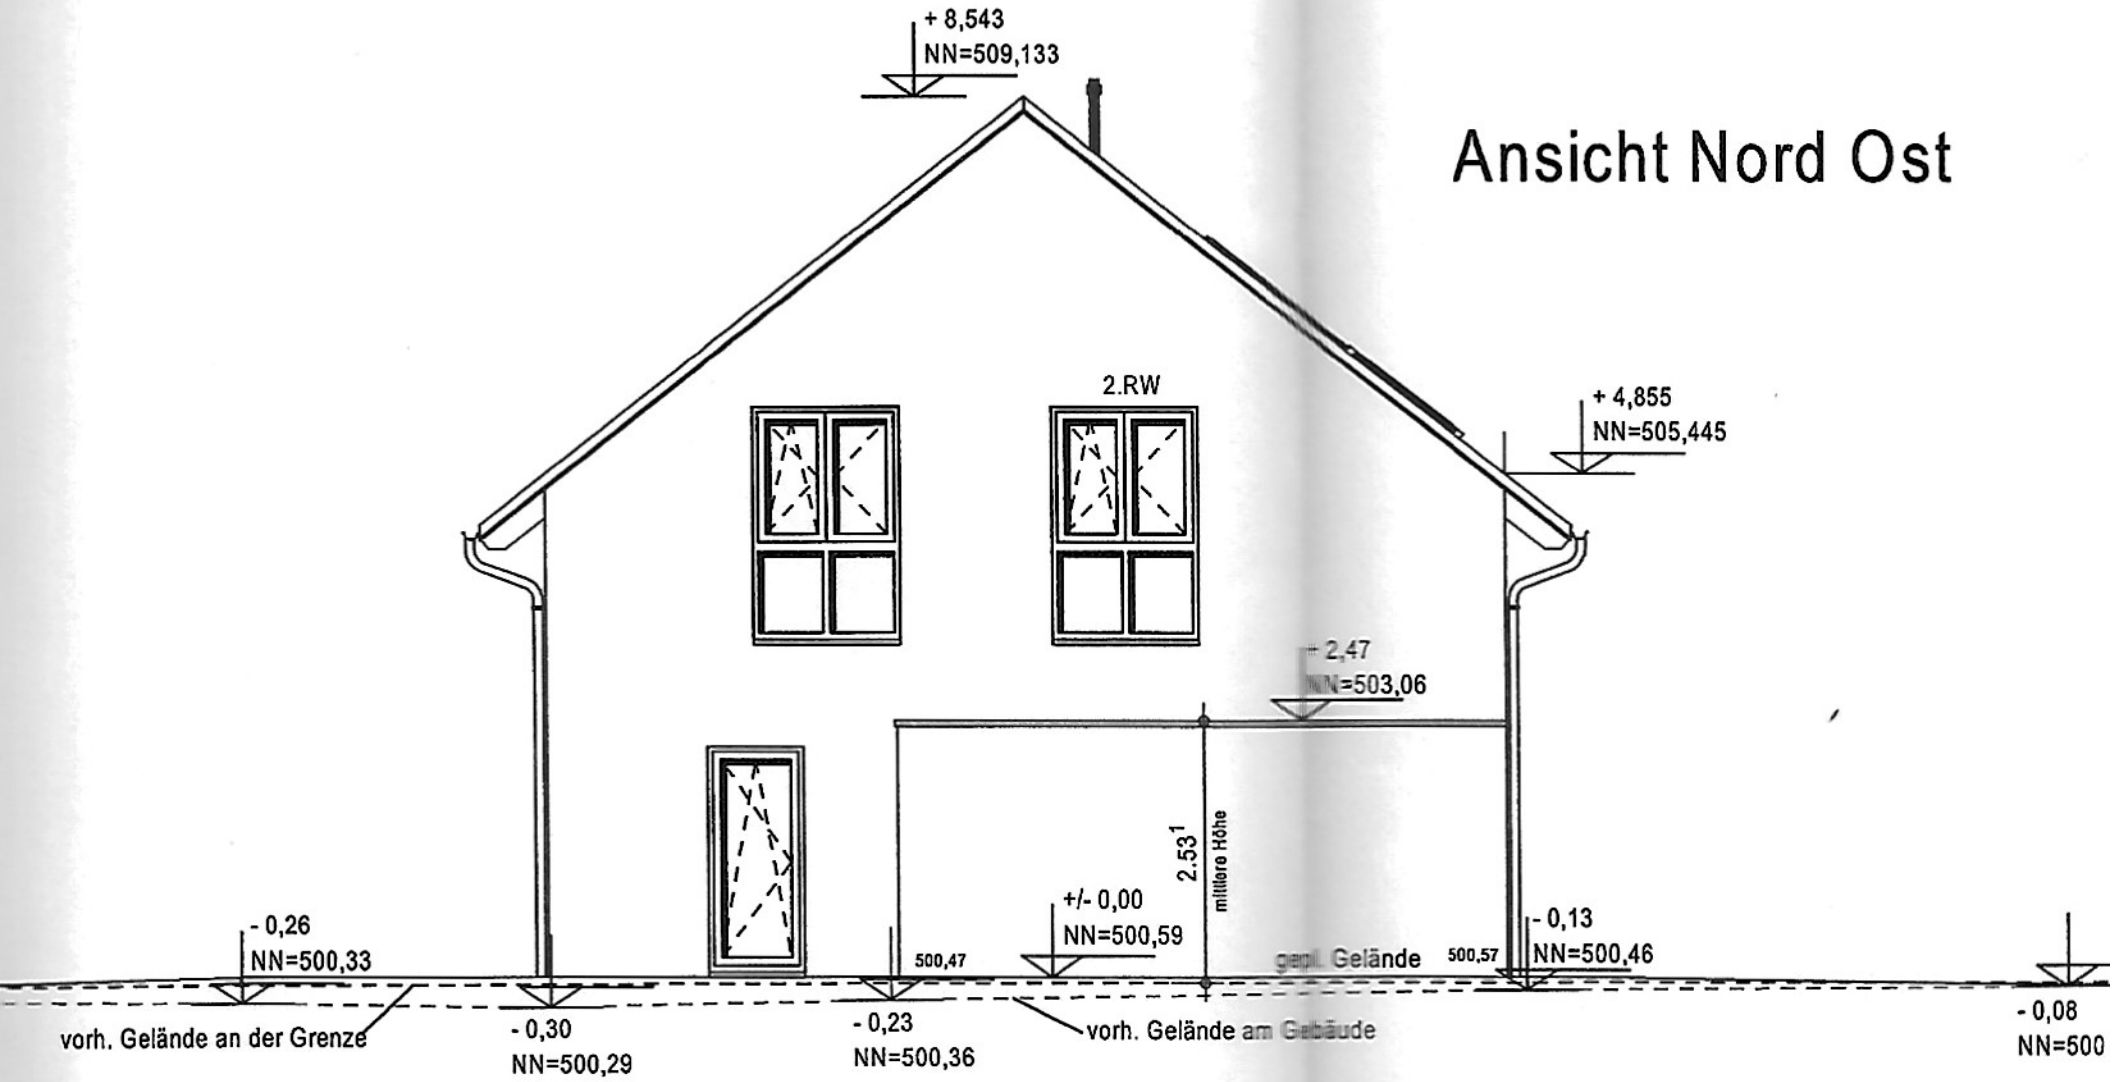 + 8,543
NN=509,133
Ansicht Nord Ost
2.RW
+ 4,855
NN=505,445
+ 2,47
NN=503,06
2.53¹
mittlere Höhe
+/- 0,00
NN=500,59
- 0,26
NN=500,33
500,47
gepl. Gelände
500,57
- 0,13
NN=500,46
vorh. Gelände an der Grenze
- 0,30
NN=500,29
- 0,23
NN=500,36
vorh. Gelände am Gebäude
- 0,08
NN=500